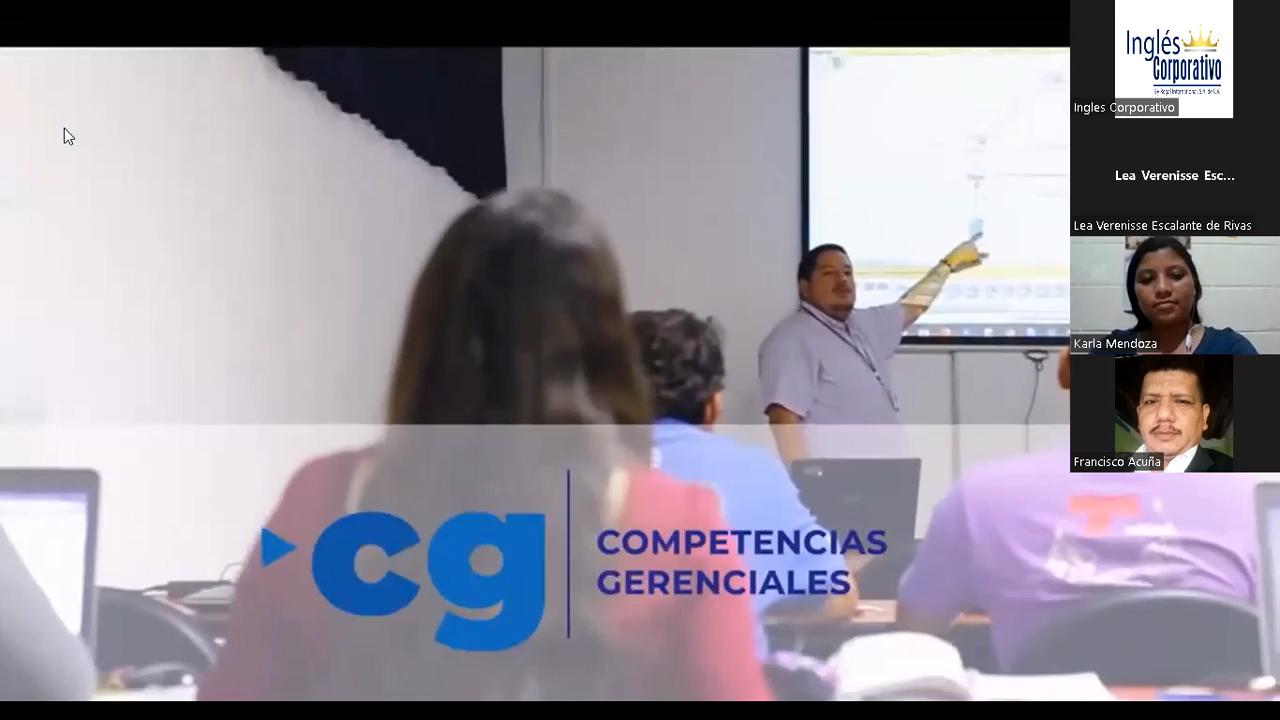 cg
COMPETENCIAS
GERENCIALES
Inglés
Corporativo
Ingles Corporativo
Lea Verenisse Esc...
Lea Verenisse Escalante de Rivas
Karla Mendoza
Francisco Acuña